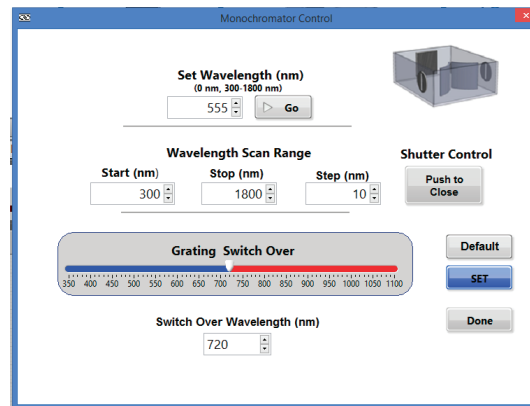 Monochromator Control
Set Wavelength (nm)
(0 nm, 300-1800 nm)
555
Go
Wavelength Scan Range
Shutter Control
Start (nm)
Stop (nm)
Step (nm)
300
1800
10
Push to
Close
Grating Switch Over
350 400 450 500 550 600 650 700 750 800 850 900 950 1000 1050 1100
Default
SET
Switch Over Wavelength (nm)
Done
720